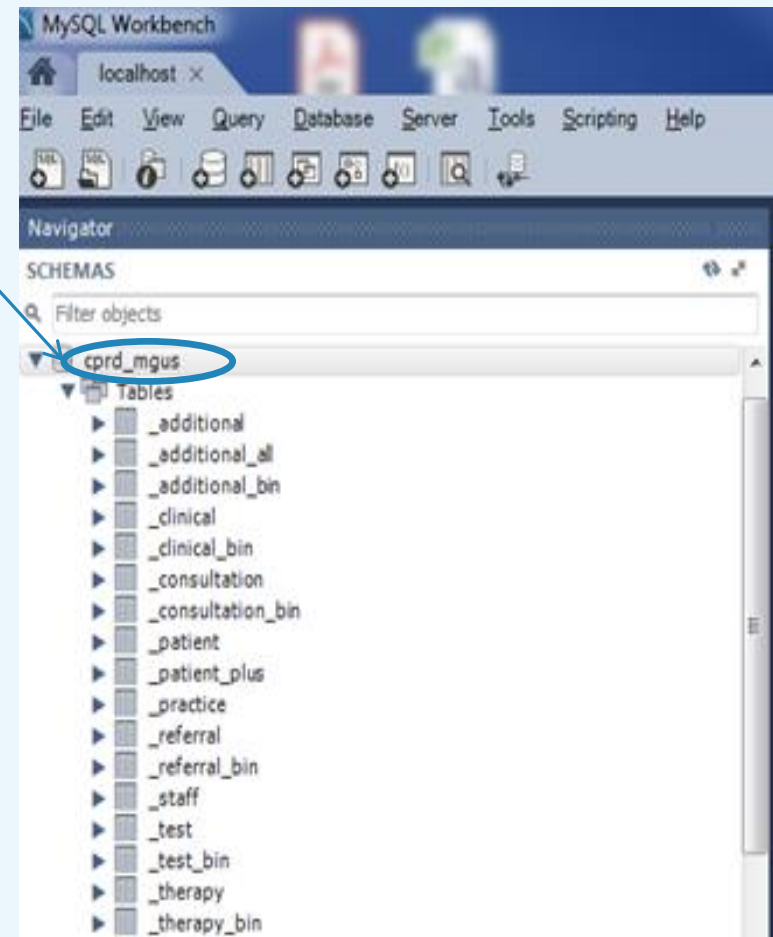 MySQL Workbench
localhost ×
File Edit View Query Database Server Tools Scripting Help
Navigator
SCHEMAS
Filter objects
cprd_mgus
Tables
_additional
_additional_all
_additional_bin
_clinical
_clinical_bin
_consultation
_consultation_bin
_patient
_patient_plus
_practice
_referral
_referral_bin
_staff
_test
_test_bin
_therapy
_therapy_bin